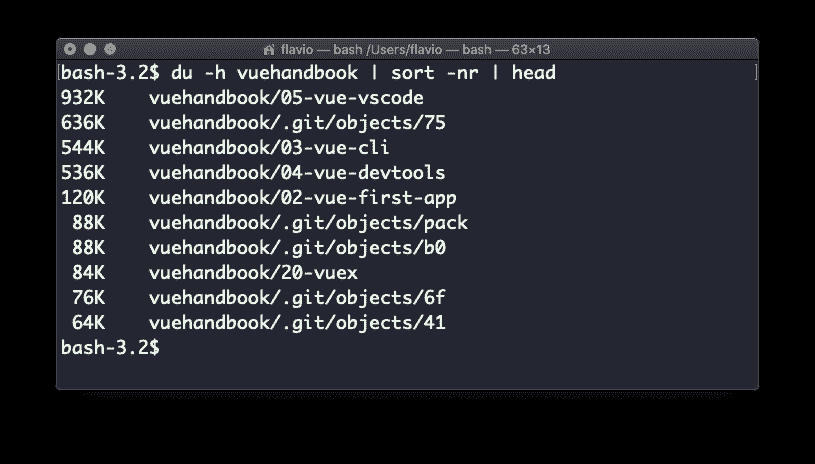 flavio — bash /Users/flavio — bash — 63×13
[bash-3.2$ du -h vuehandbook | sort -nr | head ]
932K    vuehandbook/05-vue-vscode
636K    vuehandbook/.git/objects/75
544K    vuehandbook/03-vue-cli
536K    vuehandbook/04-vue-devtools
120K    vuehandbook/02-vue-first-app
 88K    vuehandbook/.git/objects/pack
 88K    vuehandbook/.git/objects/b0
 84K    vuehandbook/20-vuex
 76K    vuehandbook/.git/objects/6f
 64K    vuehandbook/.git/objects/41
bash-3.2$